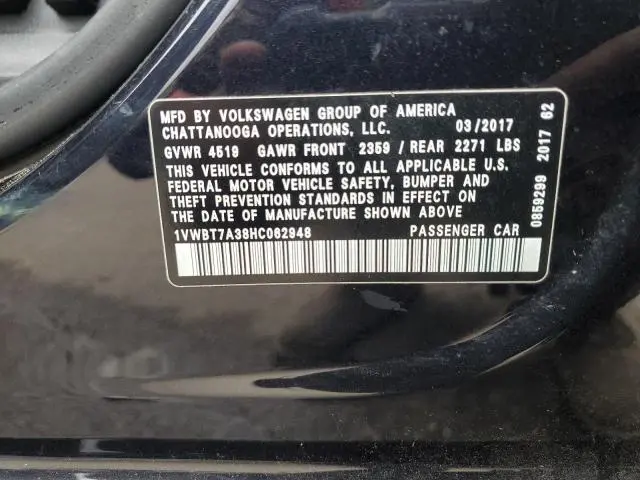 MFD BY VOLKSWAGEN GROUP OF AMERICA
CHATTANOOGA OPERATIONS, LLC. 03/2017
GVWR 4519 GAWR FRONT 2359 / REAR 2271 LBS
THIS VEHICLE CONFORMS TO ALL APPLICABLE U.S.
FEDERAL MOTOR VEHICLE SAFETY, BUMPER AND
THEFT PREVENTION STANDARDS IN EFFECT ON
THE DATE OF MANUFACTURE SHOWN ABOVE
1VWBT7A38HC062948 PASSENGER CAR
0859299 2017 62